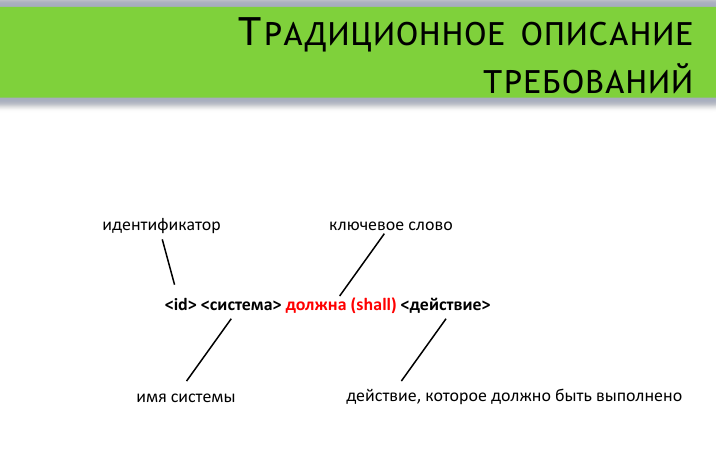 Традиционное описание
требований
идентификатор ключевое слово
<id> <система> должна (shall) <действие>
имя системы действие, которое должно быть выполнено